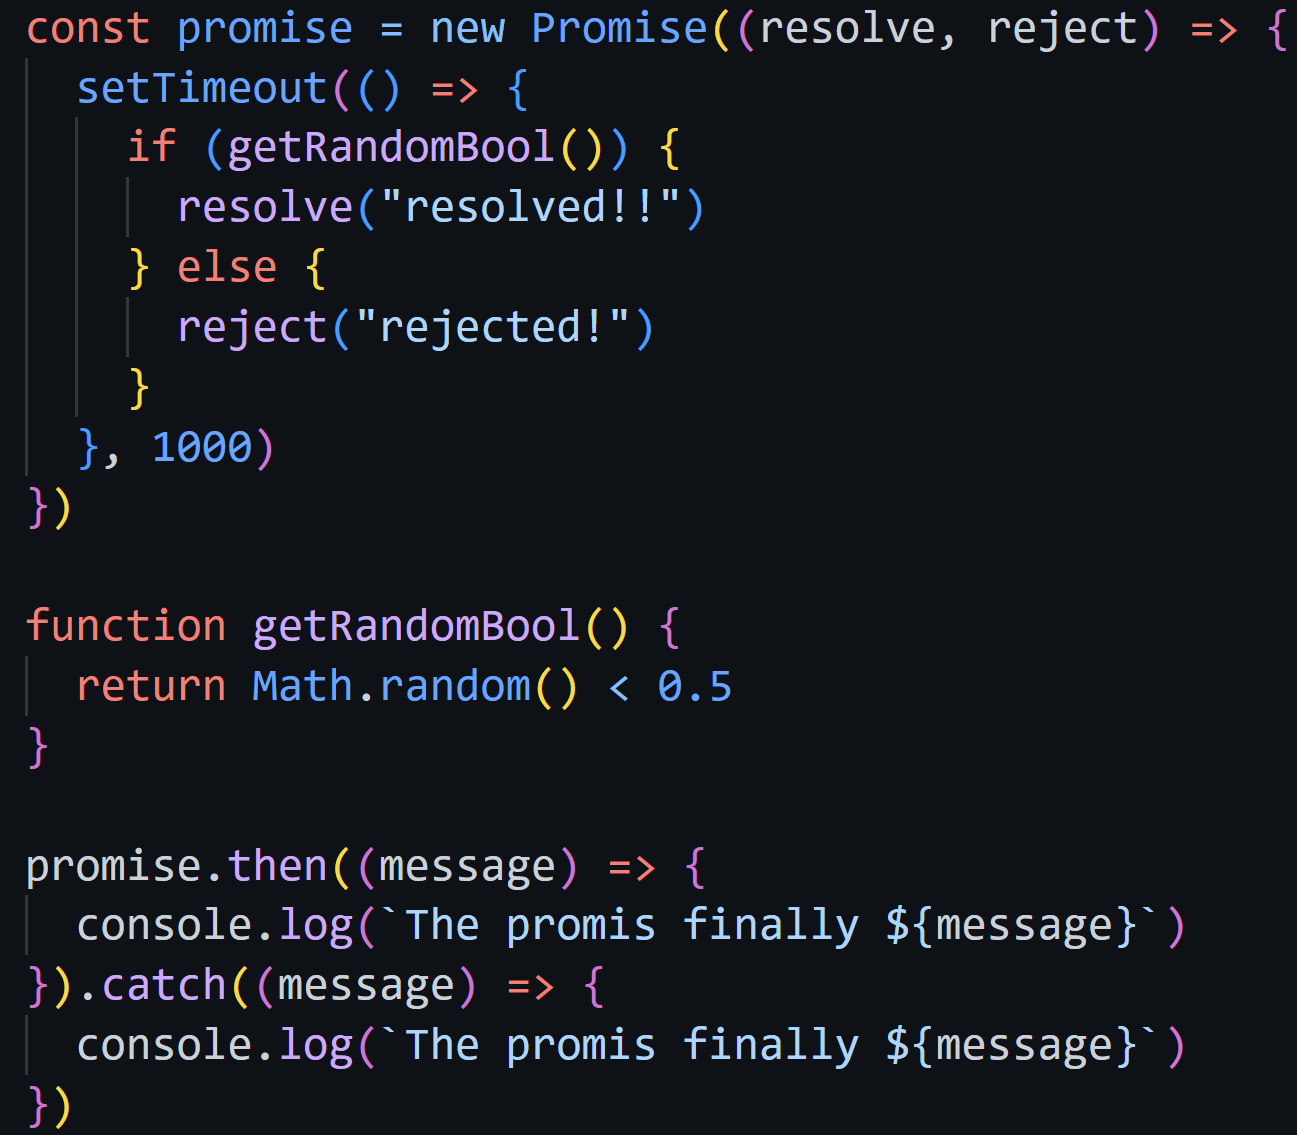 const promise = new Promise((resolve, reject) => {
  setTimeout(() => {
    if (getRandomBool()) {
      resolve("resolved!!")
    } else {
      reject("rejected!")
    }
  }, 1000)
})

function getRandomBool() {
  return Math.random() < 0.5
}

promise.then((message) => {
  console.log(`The promis finally ${message}`)
}).catch((message) => {
  console.log(`The promis finally ${message}`)
})